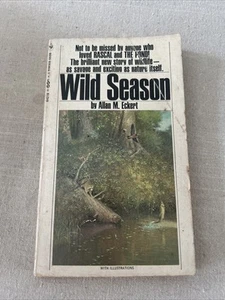 Not to be missed by anyone who
loved RASCAL and THE FOND!
The brilliant new story of wildlife—
as savage and exciting as nature itself.
Wild Season
by Allan M. Eckert
WITH ILLUSTRATIONS